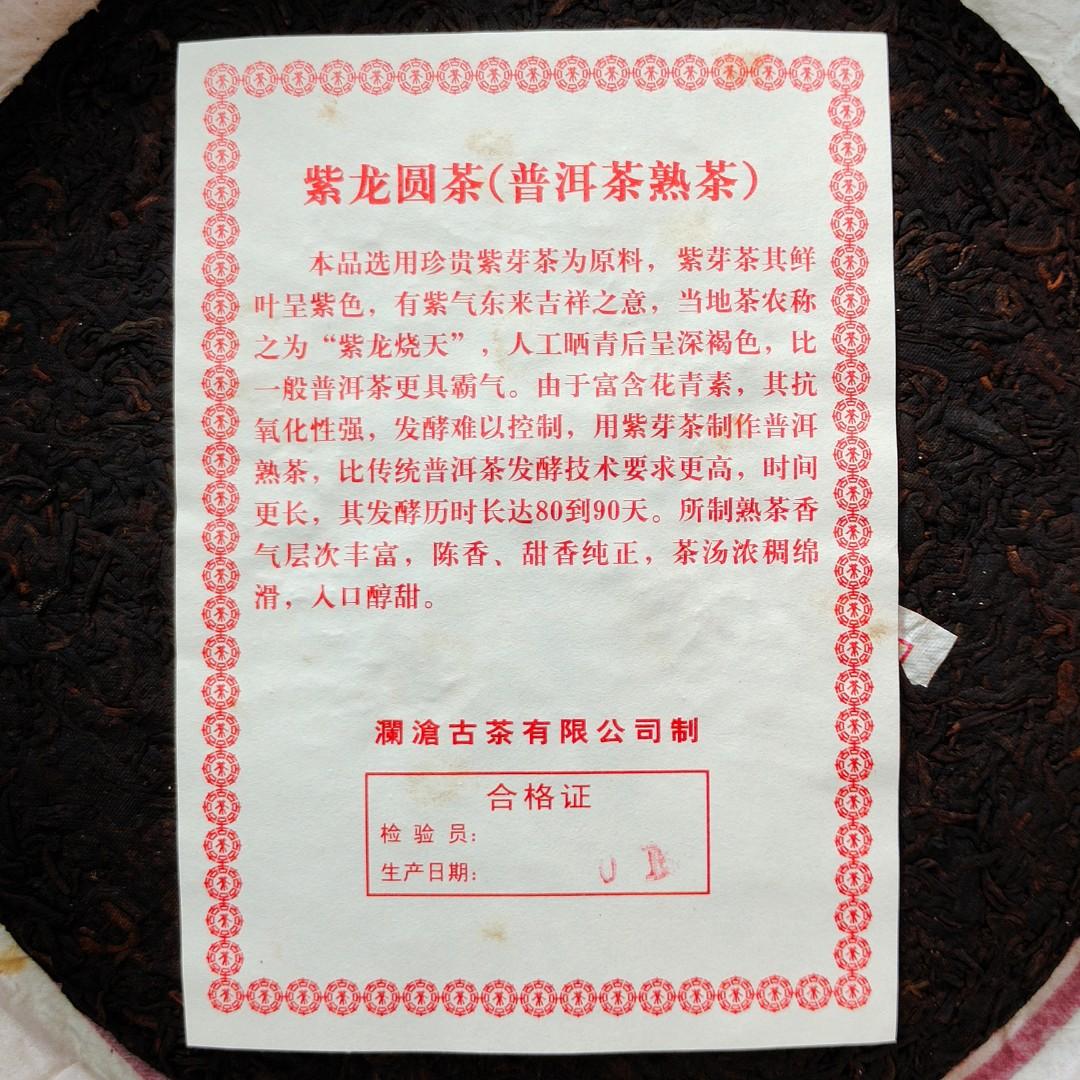 紫龙圆茶(普洱茶熟茶)
本品选用珍贵紫芽茶为原料，紫芽茶其鲜
叶呈紫色，有紫气东来吉祥之意，当地茶农称
之为“紫龙烧天”，人工晒青后呈深褐色，比
一般普洱茶更具霸气。由于富含花青素，其抗
氧化性强，发酵难以控制，用紫芽茶制作普洱
熟茶，比传统普洱茶发酵技术要求更高，时间
更长，其发酵历时长达80到90天。所制熟茶香
气层次丰富，陈香、甜香纯正，茶汤浓稠绵
滑，入口醇甜。
瀾滄古茶有限公司制
合格证
检验员:
生产日期: